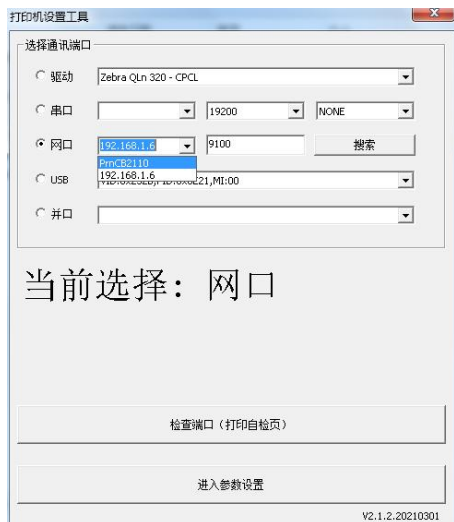 打印机设置工具
选择通讯端口
驱动 Zebra QLn 320 - CPCL
串口 19200 NONE
网口 192.168.1.6 9100 搜索
PrnCB2110
192.168.1.6
USB 21,MI:00
并口
当前选择: 网口
检查端口（打印自检页）
进入参数设置
V2.1.2.20210301